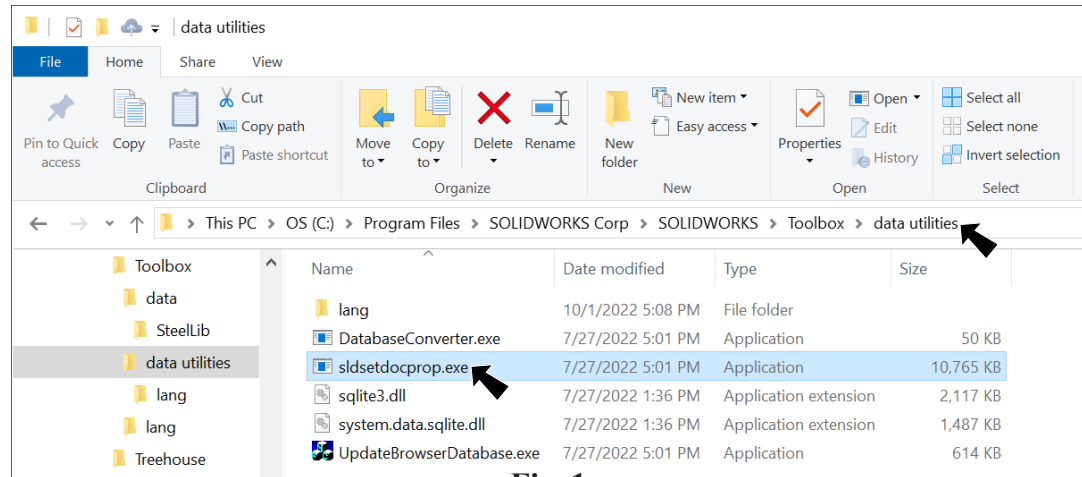 data utilities
File Home Share View
Pin to Quick access
Copy
Paste
Cut
Copy path
Paste shortcut
Clipboard
Move to
Copy to
Delete
Rename
Organize
New folder
New item
Easy access
New
Properties
Open
Edit
History
Open
Select all
Select none
Invert selection
Select
This PC > OS (C:) > Program Files > SOLIDWORKS Corp > SOLIDWORKS > Toolbox > data utilities
Toolbox
data
SteelLib
data utilities
lang
lang
Treehouse
Name Date modified Type Size
lang 10/1/2022 5:08 PM File folder
DatabaseConverter.exe 7/27/2022 5:01 PM Application 50 KB
sldsetdocprop.exe 7/27/2022 5:01 PM Application 10,765 KB
sqlite3.dll 7/27/2022 1:36 PM Application extension 2,117 KB
system.data.sqlite.dll 7/27/2022 1:36 PM Application extension 1,487 KB
UpdateBrowserDatabase.exe 7/27/2022 5:01 PM Application 614 KB